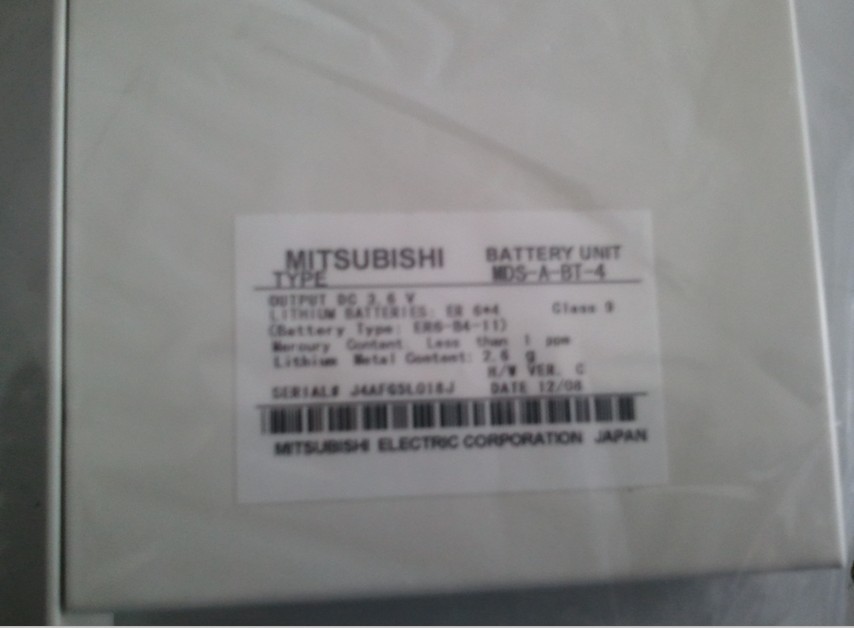 MITSUBISHI BATTERY UNIT
TYPE MDS-A-BT-4
OUTPUT DC 3.6 V
LITHIUM BATTERIES: ER 6*4 Class 9
(Battery Type: ER6-B4-11)
Mercury Content. Less than 1 ppm
Lithium Metal Content: 2.6 g
H/W VER. C
SERIAL# DATE 12/08
MITSUBISHI ELECTRIC CORPORATION JAPAN